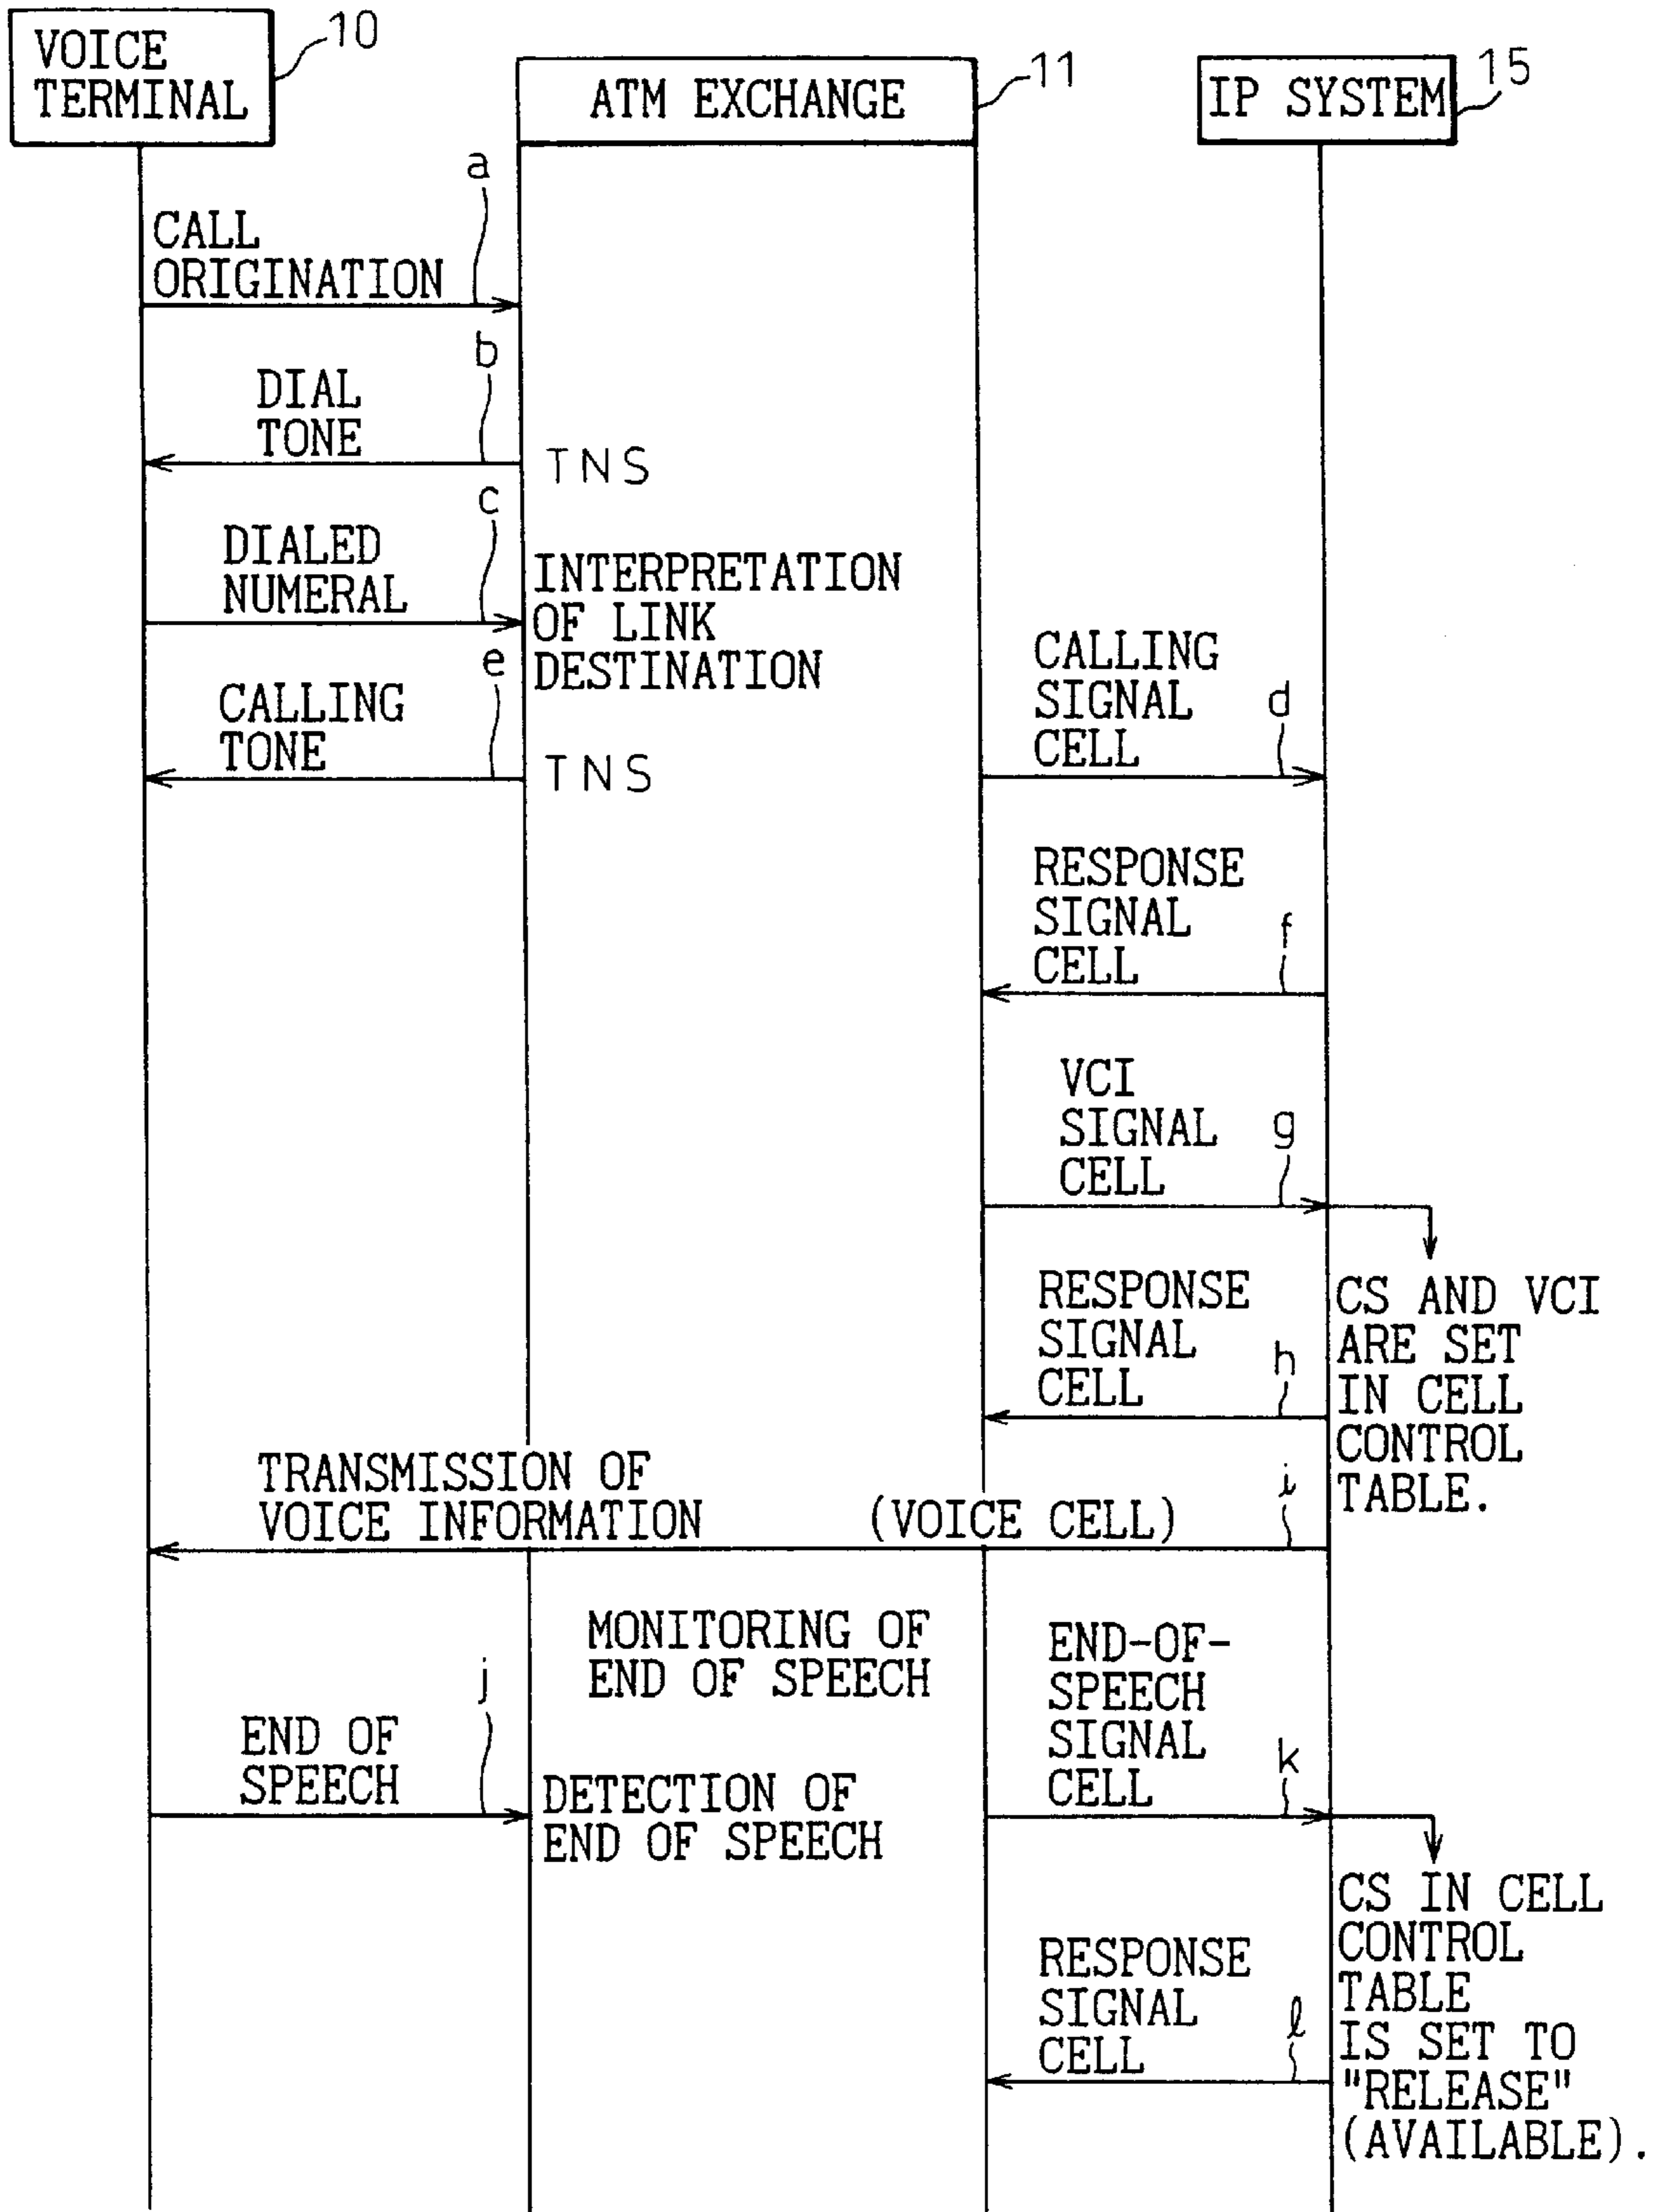 VOICE
TERMINAL
10
ATM EXCHANGE
11
IP SYSTEM
15
CALL
ORIGINATION
a
DIAL
TONE
b
TNS
DIALED
NUMERAL
c
INTERPRETATION
OF LINK
DESTINATION
CALLING
TONE
e
TNS
CALLING
SIGNAL
CELL
d
RESPONSE
SIGNAL
CELL
f
VCI
SIGNAL
CELL
g
CS AND VCI
ARE SET
IN CELL
CONTROL
TABLE.
RESPONSE
SIGNAL
CELL
h
TRANSMISSION OF
VOICE INFORMATION
(VOICE CELL)
i
MONITORING OF
END OF SPEECH
END OF
SPEECH
j
DETECTION OF
END OF SPEECH
END-OF-
SPEECH
SIGNAL
CELL
k
CS IN CELL
CONTROL
TABLE
IS SET TO
"RELEASE"
(AVAILABLE).
RESPONSE
SIGNAL
CELL
l